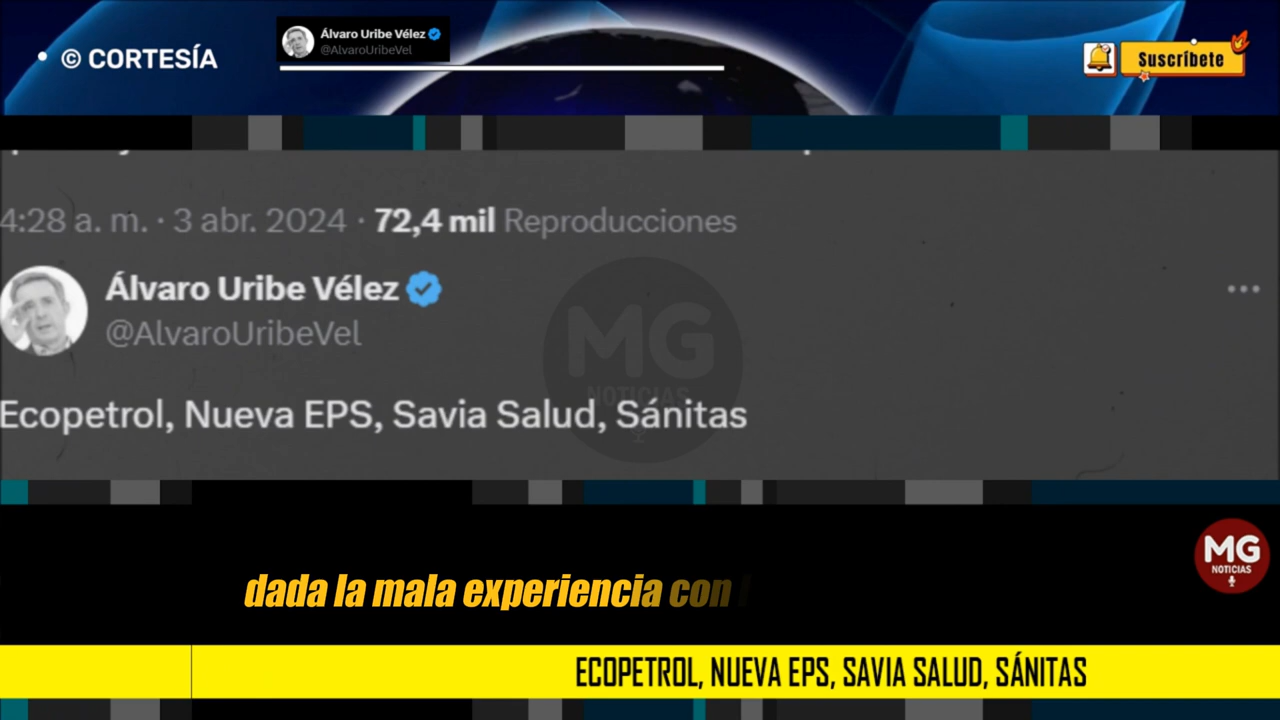 © CORTESÍA
Álvaro Uribe Vélez
@AlvaroUribeVel
Suscríbete
4:28 a. m. · 3 abr. 2024 · 72,4 mil Reproducciones
Álvaro Uribe Vélez
@AlvaroUribeVel
Ecopetrol, Nueva EPS, Savia Salud, Sánitas
MG
NOTICIAS
MG
NOTICIAS
dada la mala experiencia con
ECOPETROL, NUEVA EPS, SAVIA SALUD, SÁNITAS